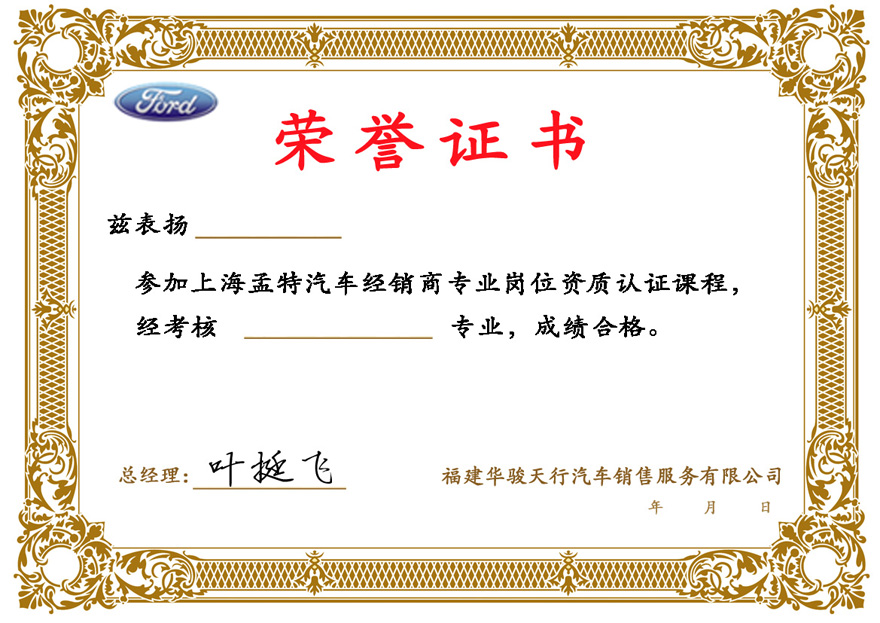 Ford
荣誉证书
兹表扬
参加上海孟特汽车经销商专业岗位资质认证课程，
经考核 专业，成绩合格。
总经理：叶挺飞
福建华骏天行汽车销售服务有限公司
年 月 日